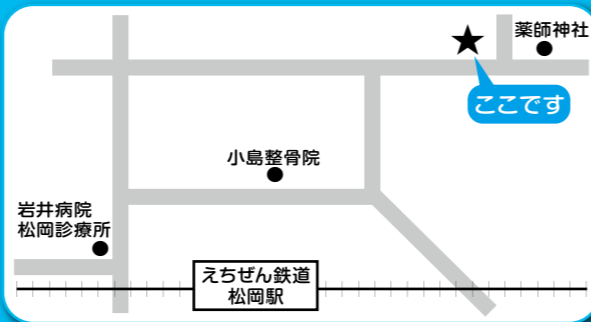 薬師神社
ここです
小島整骨院
岩井病院
松岡診療所
えちぜん鉄道
松岡駅